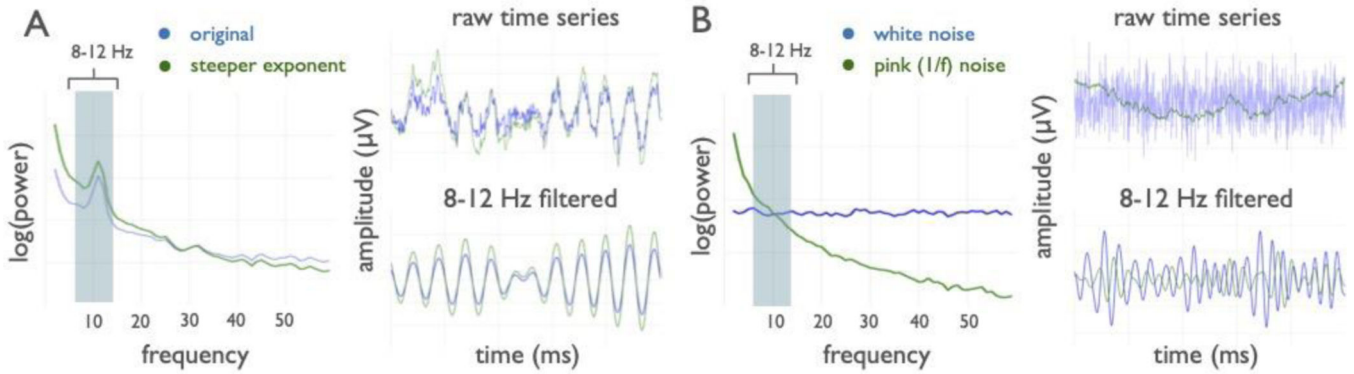 A
original
steeper exponent
8-12 Hz
log(power)
10 20 30 40 50
frequency
raw time series
amplitude (μV)
8-12 Hz filtered
time (ms)
B
white noise
pink (1/f) noise
8-12 Hz
log(power)
10 20 30 40 50
frequency
raw time series
amplitude (μV)
8-12 Hz filtered
time (ms)